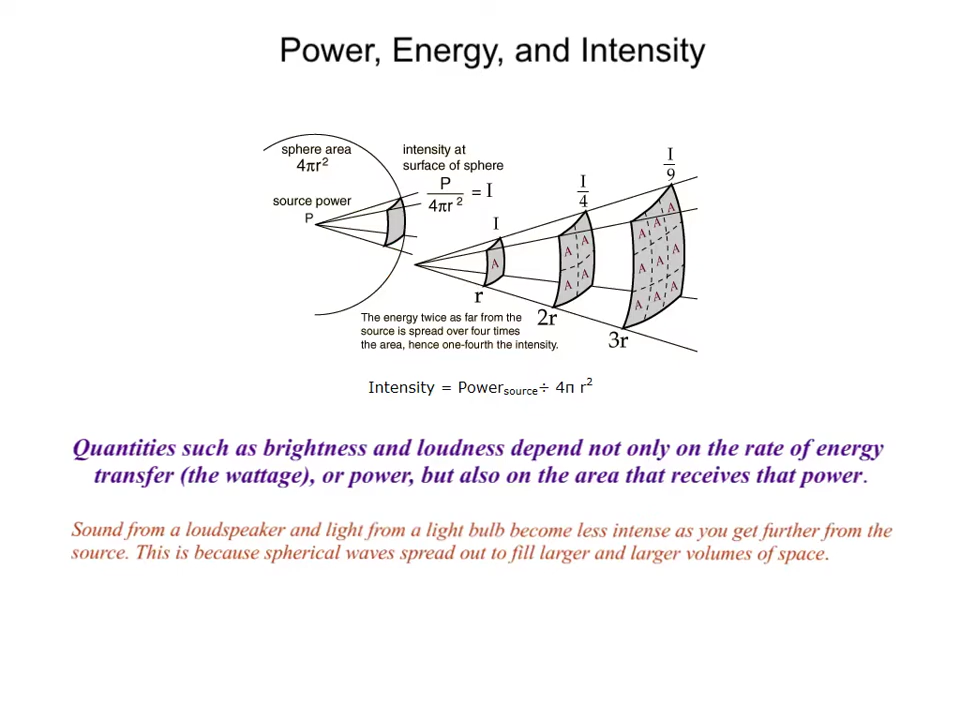 Power, Energy, and Intensity
sphere area
4πr²
source power
P
intensity at
surface of sphere
P
4πr²
= I
I
I
4
I
9
A
A
A
A
A
A
A
A
A
A
A
A
A
A
r
2r
3r
The energy twice as far from the
source is spread over four times
the area, hence one-fourth the intensity.
Intensity = Powersource÷ 4π r²
Quantities such as brightness and loudness depend not only on the rate of energy
transfer (the wattage), or power, but also on the area that receives that power.
Sound from a loudspeaker and light from a light bulb become less intense as you get further from the
source. This is because spherical waves spread out to fill larger and larger volumes of space.